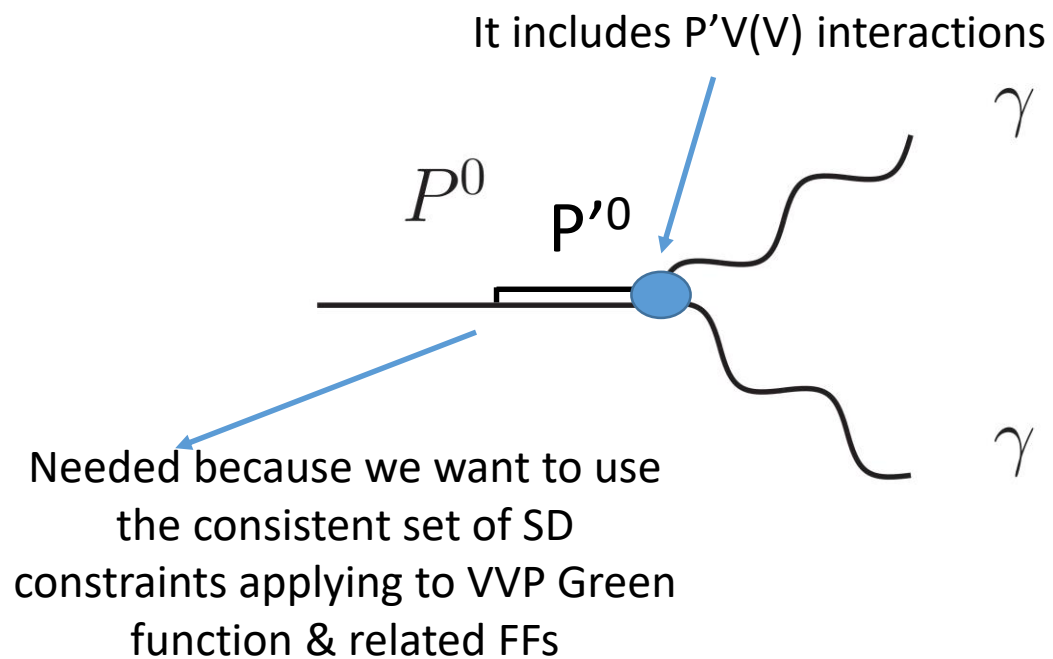 It includes P’V(V) interactions
γ
P⁰
P’⁰
γ
Needed because we want to use
the consistent set of SD
constraints applying to VVP Green
function & related FFs